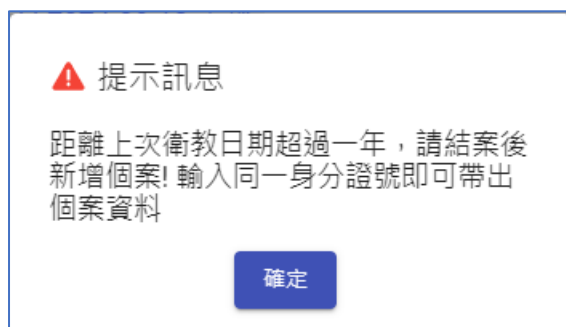 提示訊息
距離上次衛教日期超過一年，請結案後
新增個案! 輸入同一身分證號即可帶出
個案資料
確定